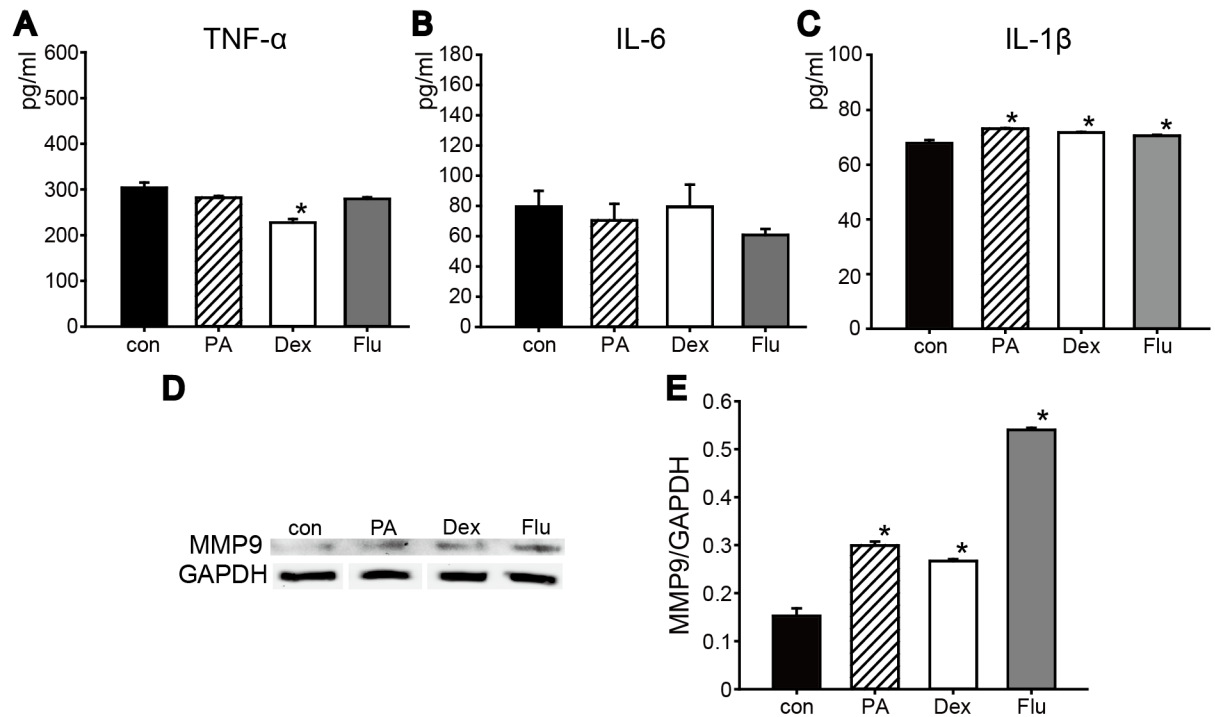 A
TNF-α
pg/ml
600
500
400
300
200
100
0
*
con PA Dex Flu
B
IL-6
pg/ml
180
160
140
120
100
80
60
40
20
0
con PA Dex Flu
C
IL-1β
pg/ml
100
80
60
40
20
0
* * *
con PA Dex Flu
D
con PA Dex Flu
MMP9
GAPDH
E
MMP9/GAPDH
0.6
0.5
0.4
0.3
0.2
0.1
0
* * *
con PA Dex Flu